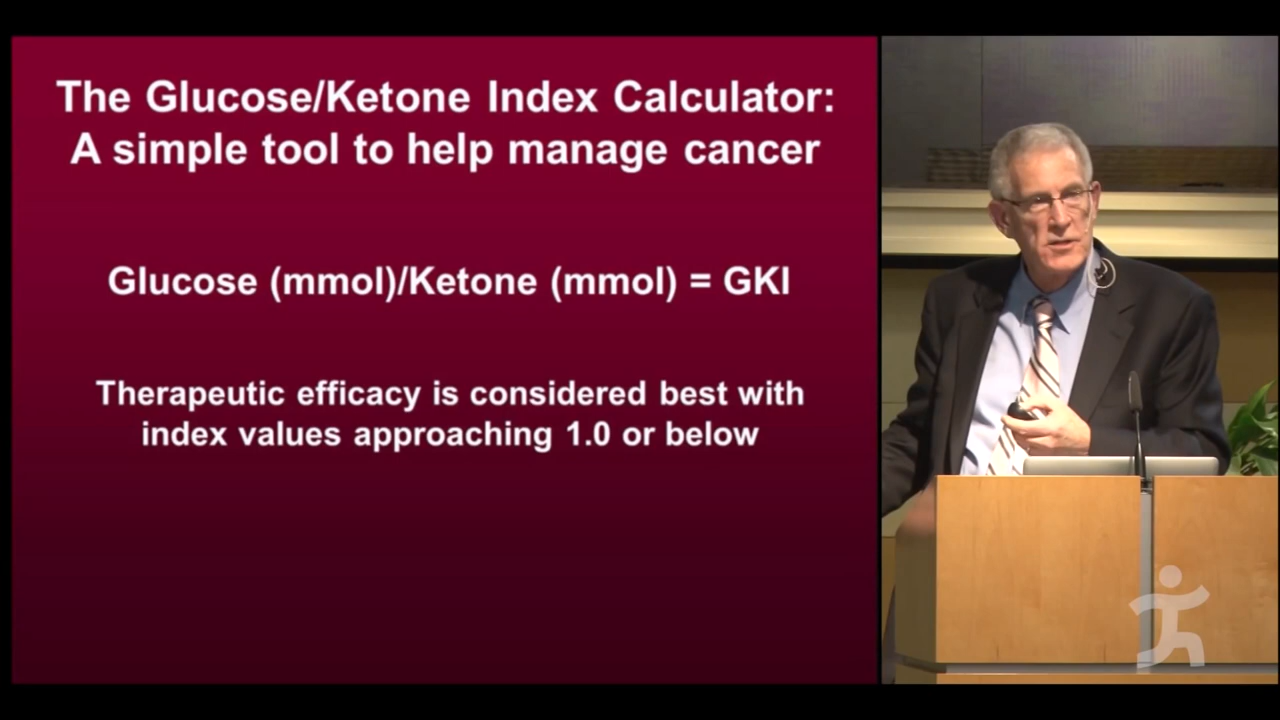 The Glucose/Ketone Index Calculator:
A simple tool to help manage cancer
Glucose (mmol)/Ketone (mmol) = GKI
Therapeutic efficacy is considered best with
index values approaching 1.0 or below